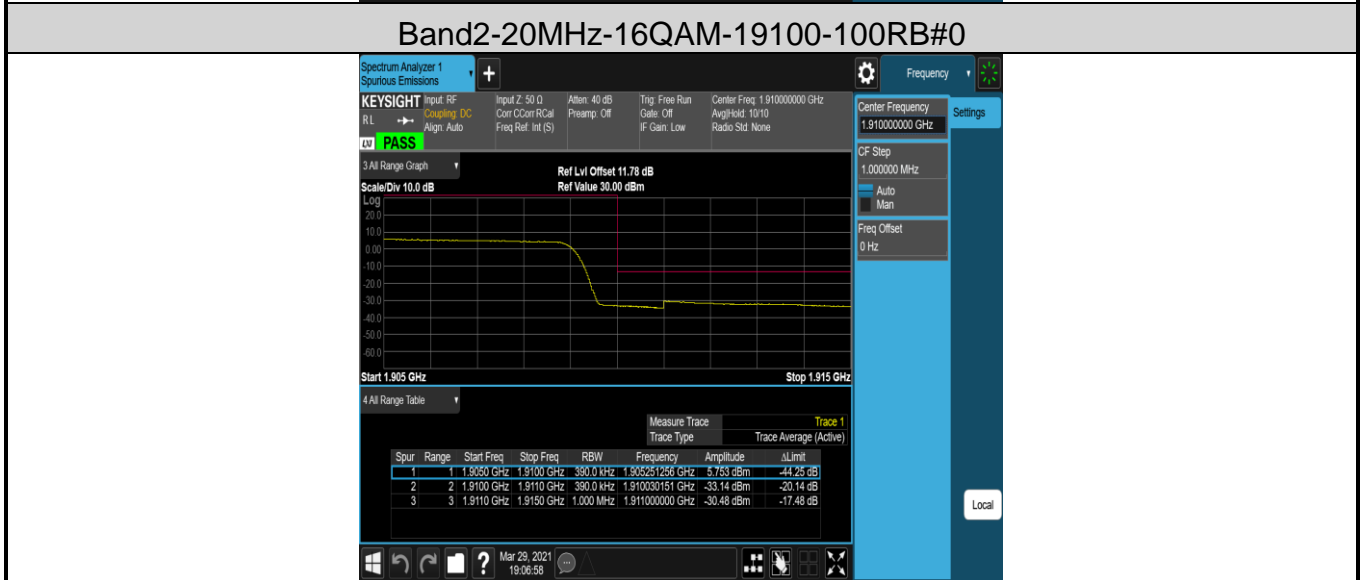 Band2-20MHz-16QAM-19100-100RB#0
Spectrum Analyzer 1
Spurious Emissions
+
Frequency
KEYSIGHT Input: RF Input Z: 50 Ω Atten: 40 dB Trig: Free Run Center Freq: 1.910000000 GHz
RL Coupling: DC Corr CCorr RCal Preamp: Off Gate: Off Avg|Hold: 10/10
Align: Auto Freq Ref: Int (S) IF Gain: Low Radio Std: None
LXI PASS
Center Frequency
1.910000000 GHz
Settings
CF Step
1.000000 MHz
Auto
Man
Freq Offset
0 Hz
3 All Range Graph
Ref Lvl Offset 11.78 dB
Scale/Div 10.0 dB Ref Value 30.00 dBm
Log
20.0
10.0
0.00
-10.0
-20.0
-30.0
-40.0
-50.0
-60.0
Start 1.905 GHz Stop 1.915 GHz
4 All Range Table
Measure Trace Trace 1
Trace Type Trace Average (Active)
Spur Range Start Freq Stop Freq RBW Frequency Amplitude ΔLimit
1 1 1.9050 GHz 1.9100 GHz 390.0 kHz 1.905251256 GHz 5.753 dBm -44.25 dB
2 2 1.9100 GHz 1.9110 GHz 390.0 kHz 1.910030151 GHz -33.14 dBm -20.14 dB
3 3 1.9110 GHz 1.9150 GHz 1.000 MHz 1.911000000 GHz -30.48 dBm -17.48 dB
Local
? Mar 29, 2021
19:06:58